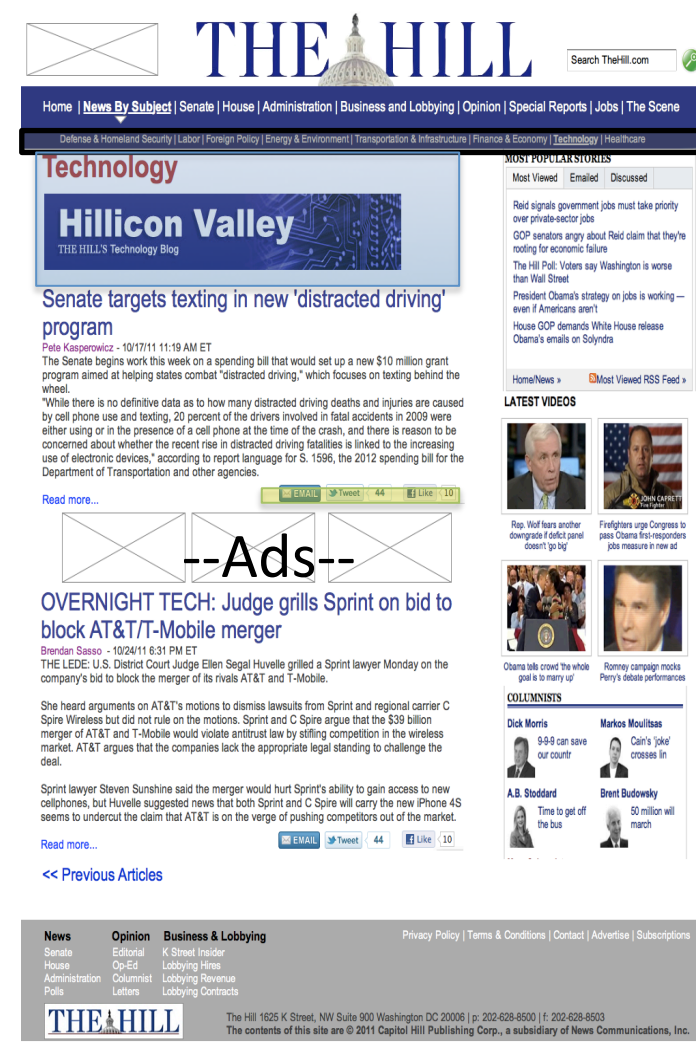 THE HILL
Search TheHill.com
Home | News By Subject | Senate | House | Administration | Business and Lobbying | Opinion | Special Reports | Jobs | The Scene
Defense & Homeland Security | Labor | Foreign Policy | Energy & Environment | Transportation & Infrastructure | Finance & Economy | Technology | Healthcare
Technology
Hillicon Valley
THE HILL'S Technology Blog
Senate targets texting in new 'distracted driving'
program
Pete Kasperowicz - 10/17/11 11:19 AM ET
The Senate begins work this week on a spending bill that would set up a new $10 million grant
program aimed at helping states combat "distracted driving," which focuses on texting behind the
wheel.
"While there is no definitive data as to how many distracted driving deaths and injuries are caused
by cell phone use and texting, 20 percent of the drivers involved in fatal accidents in 2009 were
either using or in the presence of a cell phone at the time of the crash, and there is reason to be
concerned about whether the recent rise in distracted driving fatalities is linked to the increasing
use of electronic devices," according to report language for S. 1596, the 2012 spending bill for the
Department of Transportation and other agencies.
Read more...
EMAIL Tweet 44 Like 10
--Ads--
OVERNIGHT TECH: Judge grills Sprint on bid to
block AT&T/T-Mobile merger
Brendan Sasso - 10/24/11 6:31 PM ET
THE LEDE: U.S. District Court Judge Ellen Segal Huvelle grilled a Sprint lawyer Monday on the
company's bid to block the merger of its rivals AT&T and T-Mobile.
She heard arguments on AT&T's motions to dismiss lawsuits from Sprint and regional carrier C
Spire Wireless but did not rule on the motions. Sprint and C Spire argue that the $39 billion
merger of AT&T and T-Mobile would violate antitrust law by stifling competition in the wireless
market. AT&T argues that the companies lack the appropriate legal standing to challenge the
deal.
Sprint lawyer Steven Sunshine said the merger would hurt Sprint's ability to gain access to new
cellphones, but Huvelle suggested news that both Sprint and C Spire will carry the new iPhone 4S
seems to undercut the claim that AT&T is on the verge of pushing competitors out of the market.
Read more...
EMAIL Tweet 44 Like 10
<< Previous Articles
MOST POPULAR STORIES
Most Viewed Emailed Discussed
Reid signals government jobs must take priority
over private-sector jobs
GOP senators angry about Reid claim that they're
rooting for economic failure
The Hill Poll: Voters say Washington is worse
than Wall Street
President Obama's strategy on jobs is working —
even if Americans aren't
House GOP demands White House release
Obama's emails on Solyndra
Home/News » Most Viewed RSS Feed »
LATEST VIDEOS
JOHN CAPRETT
Fire Fighter
Rep. Wolf fears another
downgrade if deficit panel
doesn't 'go big'
Firefighters urge Congress to
pass Obama first-responders
jobs measure in new ad
Obama tells crowd 'the whole
goal is to marry up'
Romney campaign mocks
Perry's debate performances
COLUMNISTS
Dick Morris
9-9-9 can save
our countr
Markos Moulitsas
Cain's 'joke'
crosses lin
A.B. Stoddard
Time to get off
the bus
Brent Budowsky
50 million will
march
News Opinion Business & Lobbying
Senate Editorial K Street Insider
House Op-Ed Lobbying Hires
Administration Columnist Lobbying Revenue
Polls Letters Lobbying Contracts
Privacy Policy | Terms & Conditions | Contact | Advertise | Subscriptions
THE HILL
The Hill 1625 K Street, NW Suite 900 Washington DC 20006 | p: 202-628-8500 | f: 202-628-8503
The contents of this site are © 2011 Capitol Hill Publishing Corp., a subsidiary of News Communications, Inc.